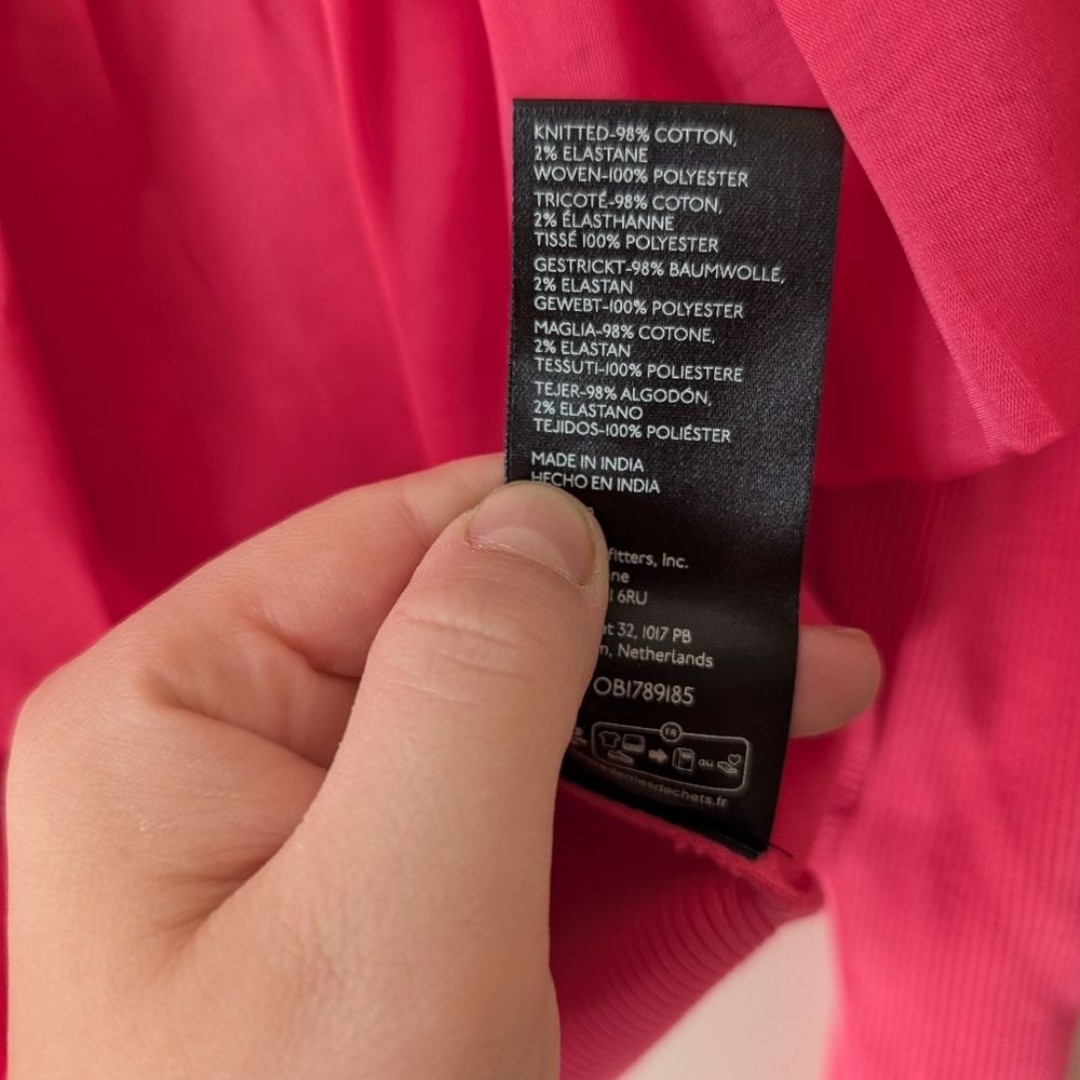 KNITTED-98% COTTON,
2% ELASTANE
WOVEN-100% POLYESTER
TRICOTÉ-98% COTON,
2% ÉLASTHANNE
TISSÉ 100% POLYESTER
GESTRICKT-98% BAUMWOLLE,
2% ELASTAN
GEWEBT-100% POLYESTER
MAGLIA-98% COTONE,
2% ELASTAN
TESSUTI-100% POLIESTERE
TEJER-98% ALGODÓN,
2% ELASTANO
TEJIDOS-100% POLIÉSTER
MADE IN INDIA
HECHO EN INDIA
Inc.
6RU
32, 1017 PB
Netherlands
OB1789185
FR
au